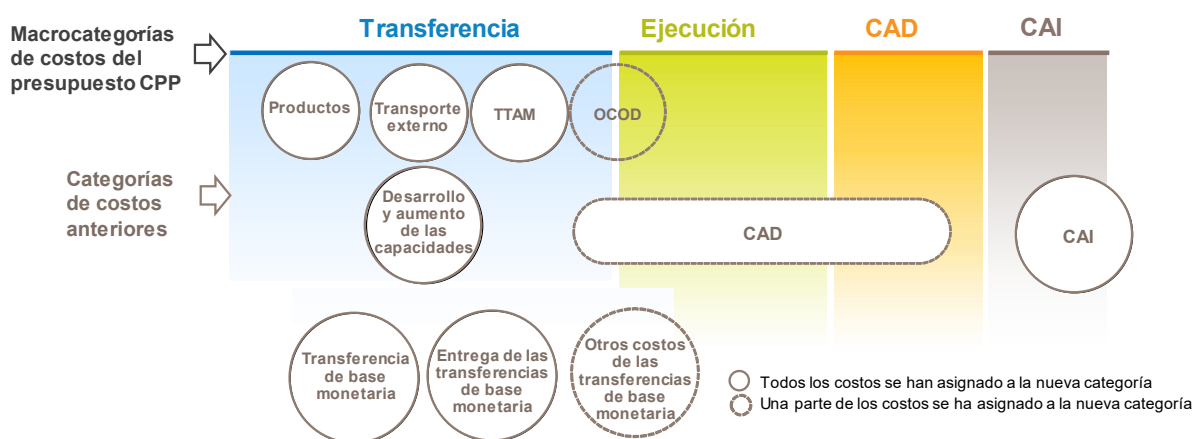 Macrocategorías
de costos del
presupuesto CPP
Transferencia
Ejecución
CAD
CAI
Productos
Transporte
externo
TTAM
OCOD
Categorías
de costos
anteriores
Desarrollo
y aumento
de las
capacidades
CAD
CAI
Transferencia
de base
monetaria
Entrega de las
transferencias
de base
monetaria
Otros costos
de las
transferencias
de base
monetaria
Todos los costos se han asignado a la nueva categoría
Una parte de los costos se ha asignado a la nueva categoría